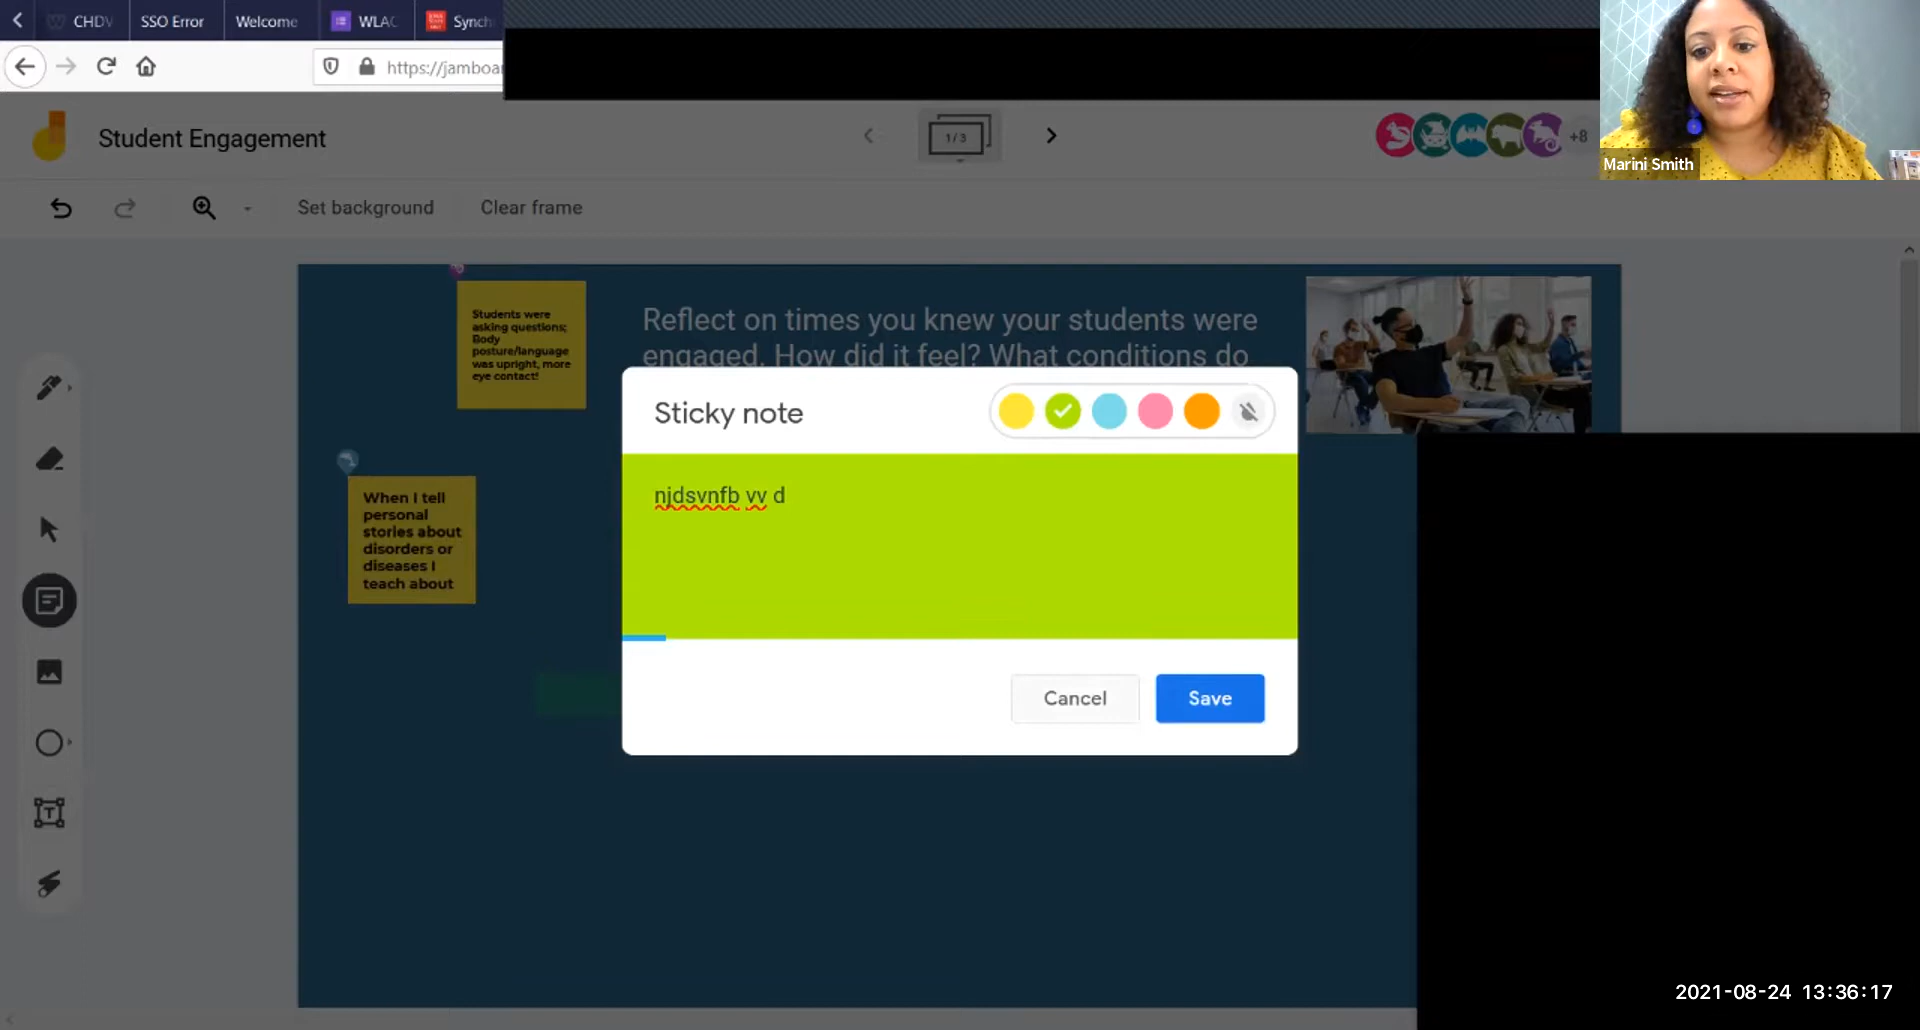 CHDV
SSO Error
Welcome
WLAC
Synch
https://jamboar
Student Engagement
1/3
+8
Marini Smith
Set background
Clear frame
Students were
asking questions;
Body
posture/language
was upright, more
eye contact!
Reflect on times you knew your students were
engaged. How did it feel? What conditions do
Sticky note
njdsvnfb vv d
When I tell
personal
stories about
disorders or
diseases I
teach about
Cancel
Save
2021-08-24 13:36:17